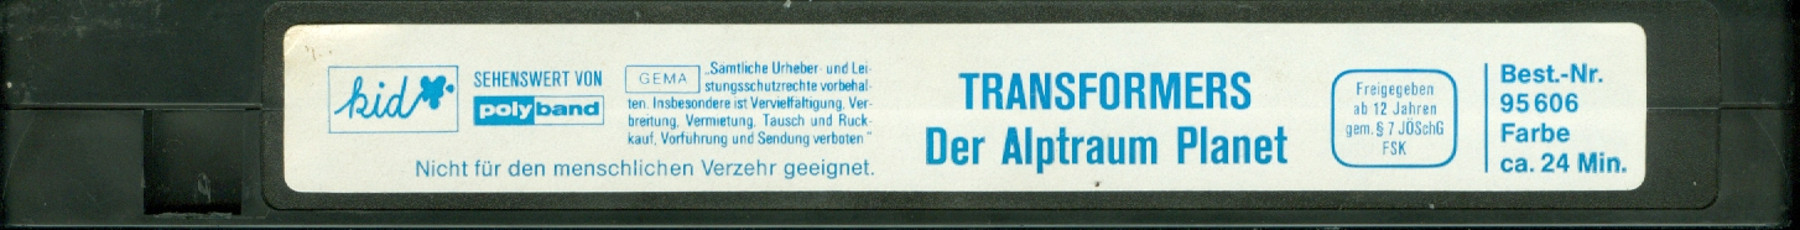 kid
SEHENSWERT VON
polyband
GEMA
„Sämtliche Urheber- und Lei-
stungsschutzrechte vorbehal-
ten. Insbesondere ist Vervielfältigung, Ver-
breitung, Vermietung, Tausch und Rück-
kauf, Vorführung und Sendung verboten"
Nicht für den menschlichen Verzehr geeignet.
TRANSFORMERS
Der Alptraum Planet
Freigegeben
ab 12 Jahren
gem. § 7 JÖSchG
FSK
Best.-Nr.
95 606
Farbe
ca. 24 Min.